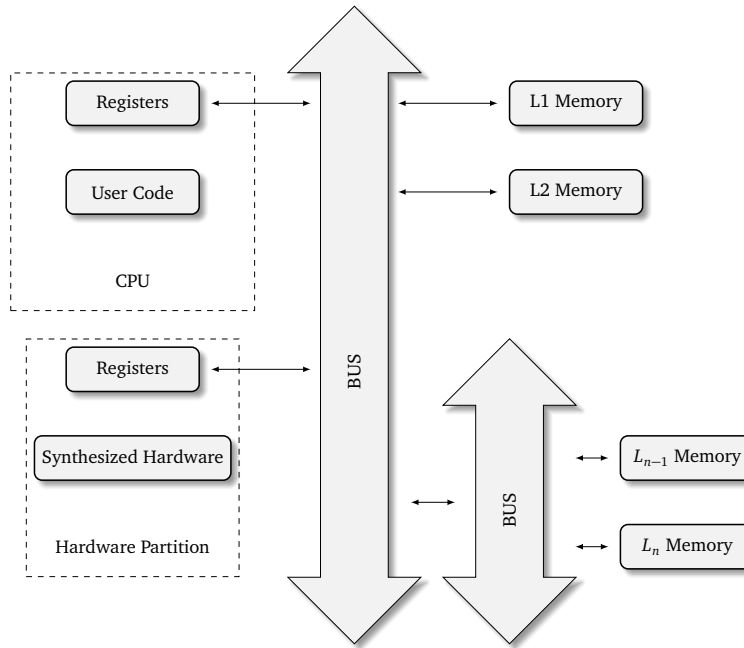 Registers
L1 Memory
User Code
L2 Memory
CPU
BUS
Registers
Synthesized Hardware
Hardware Partition
BUS
L_{n−1} Memory
L_n Memory